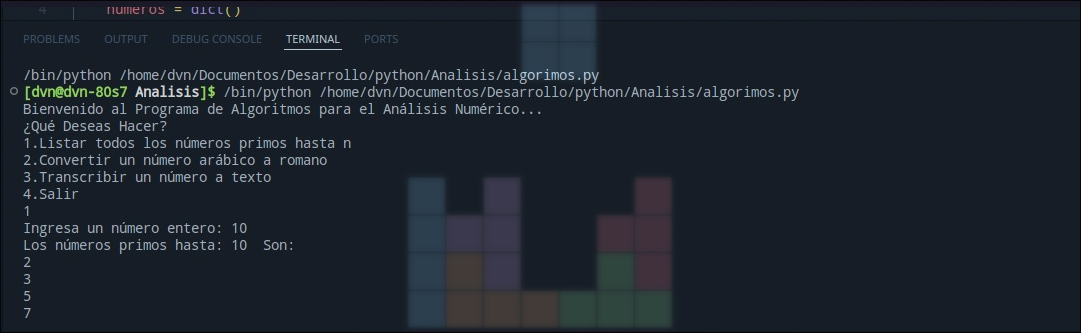 4 numeros = dict()
PROBLEMS OUTPUT DEBUG CONSOLE TERMINAL PORTS
/bin/python /home/dvn/Documentos/Desarrollo/python/Analisis/algorimos.py
[dvn@dvn-80s7 Analisis]$ /bin/python /home/dvn/Documentos/Desarrollo/python/Analisis/algorimos.py
Bienvenido al Programa de Algoritmos para el Análisis Numérico...
¿Qué Deseas Hacer?
1.Listar todos los números primos hasta n
2.Convertir un número arábico a romano
3.Transcribir un número a texto
4.Salir
1
Ingresa un número entero: 10
Los números primos hasta: 10  Son:
2
3
5
7